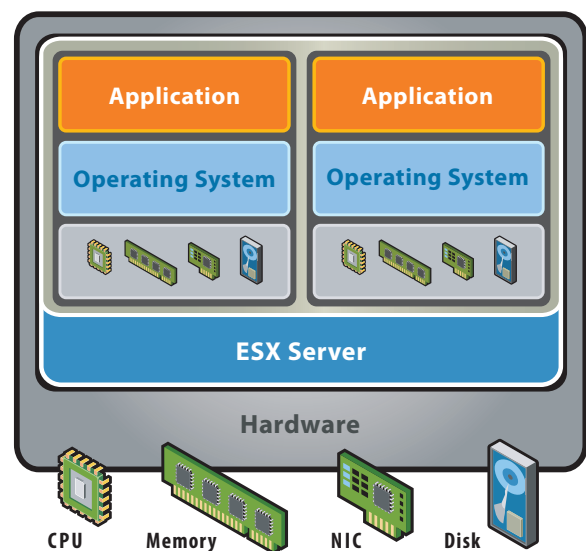 Application Application
Operating System Operating System
ESX Server
Hardware
CPU Memory NIC Disk